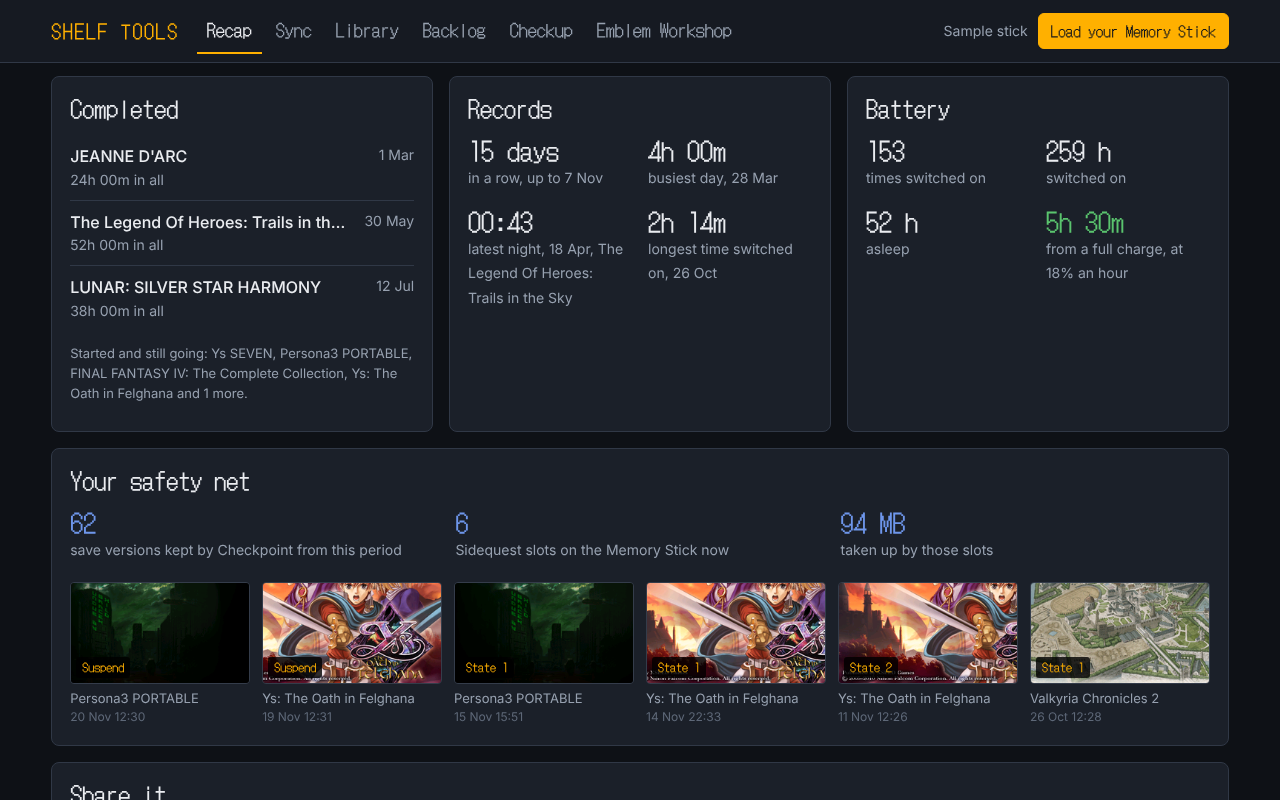 SHELF TOOLS Recap Sync Library Backlog Checkup Emblem Workshop Sample stick Load your Memory Stick
Completed
JEANNE D'ARC 1 Mar
24h 00m in all
The Legend Of Heroes: Trails in th... 30 May
52h 00m in all
LUNAR: SILVER STAR HARMONY 12 Jul
38h 00m in all
Started and still going: Ys SEVEN, Persona3 PORTABLE,
FINAL FANTASY IV: The Complete Collection, Ys: The
Oath in Felghana and 1 more.
Records
15 days 4h 00m
in a row, up to 7 Nov busiest day, 28 Mar
00:43 2h 14m
latest night, 18 Apr, The longest time switched
Legend Of Heroes: on, 26 Oct
Trails in the Sky
Battery
153 259 h
times switched on switched on
52 h 5h 30m
asleep from a full charge, at
18% an hour
Your safety net
62 6 94 MB
save versions kept by Checkpoint from this period Sidequest slots on the Memory Stick now taken up by those slots
Suspend Suspend State 1 State 1 State 2 State 1
Persona3 PORTABLE Ys: The Oath in Felghana Persona3 PORTABLE Ys: The Oath in Felghana Ys: The Oath in Felghana Valkyria Chronicles 2
20 Nov 12:30 19 Nov 12:31 15 Nov 15:51 14 Nov 22:33 11 Nov 12:26 26 Oct 12:28
Share it